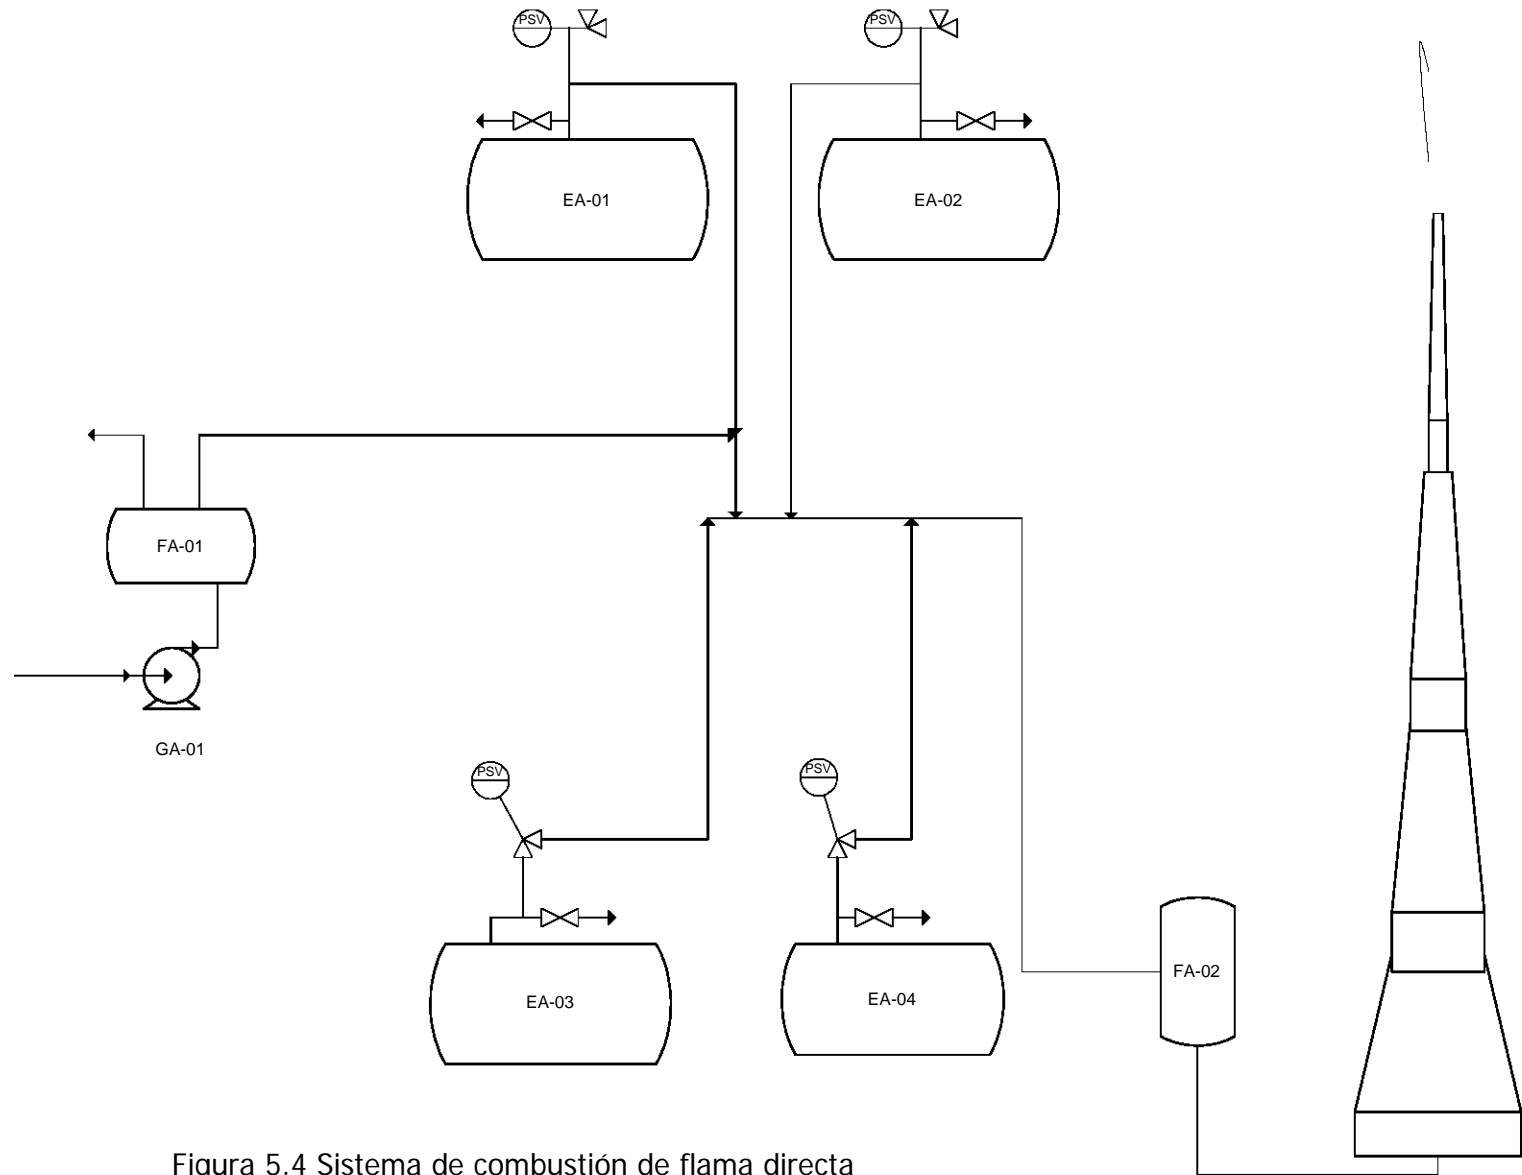 PSV
PSV
EA-01
EA-02
FA-01
GA-01
PSV
PSV
EA-03
EA-04
FA-02
Figura 5.4 Sistema de combustión de flama directa